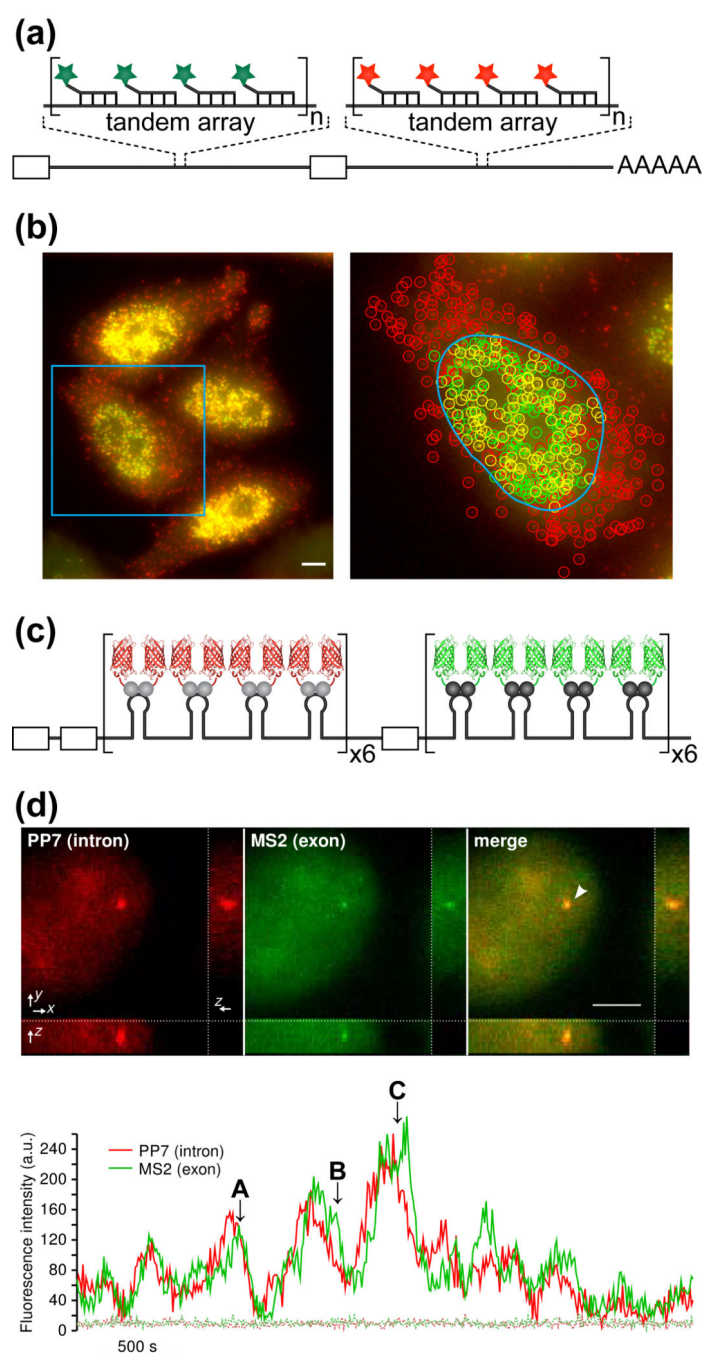 (a)
n n
tandem array tandem array
AAAAA
(b)
(c)
x6 x6
(d)
PP7 (intron) MS2 (exon) merge
y
x z
z
C
240 PP7 (intron)
200 MS2 (exon) A B
160
120
80
40
0
Fluorescence intensity (a.u.)
500 s